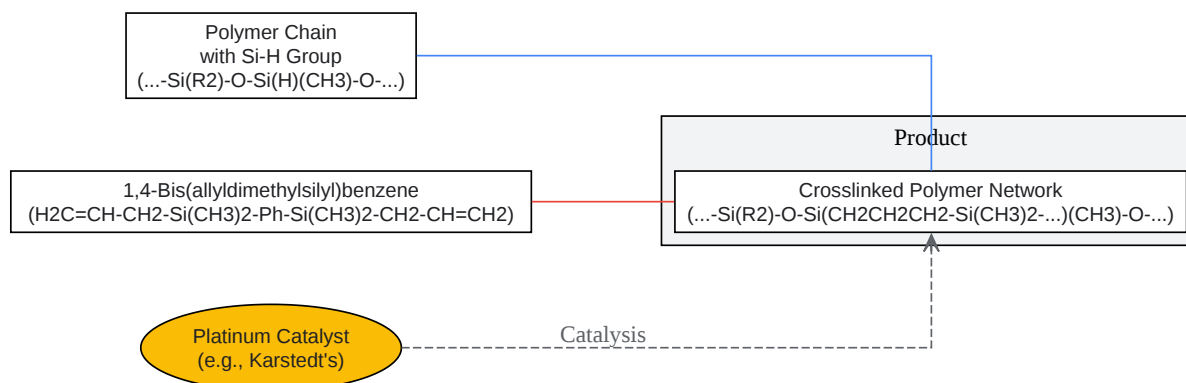 Polymer Chain
with Si-H Group
(...-Si(R2)-O-Si(H)(CH3)-O-...)
Product
1,4-Bis(allyldimethylsilyl)benzene
(H2C=CH-CH2-Si(CH3)2-Ph-Si(CH3)2-CH2-CH=CH2)
Crosslinked Polymer Network
(...-Si(R2)-O-Si(CH2CH2CH2-Si(CH3)2-...)(CH3)-O-...)
Platinum Catalyst
(e.g., Karstedt's)
Catalysis